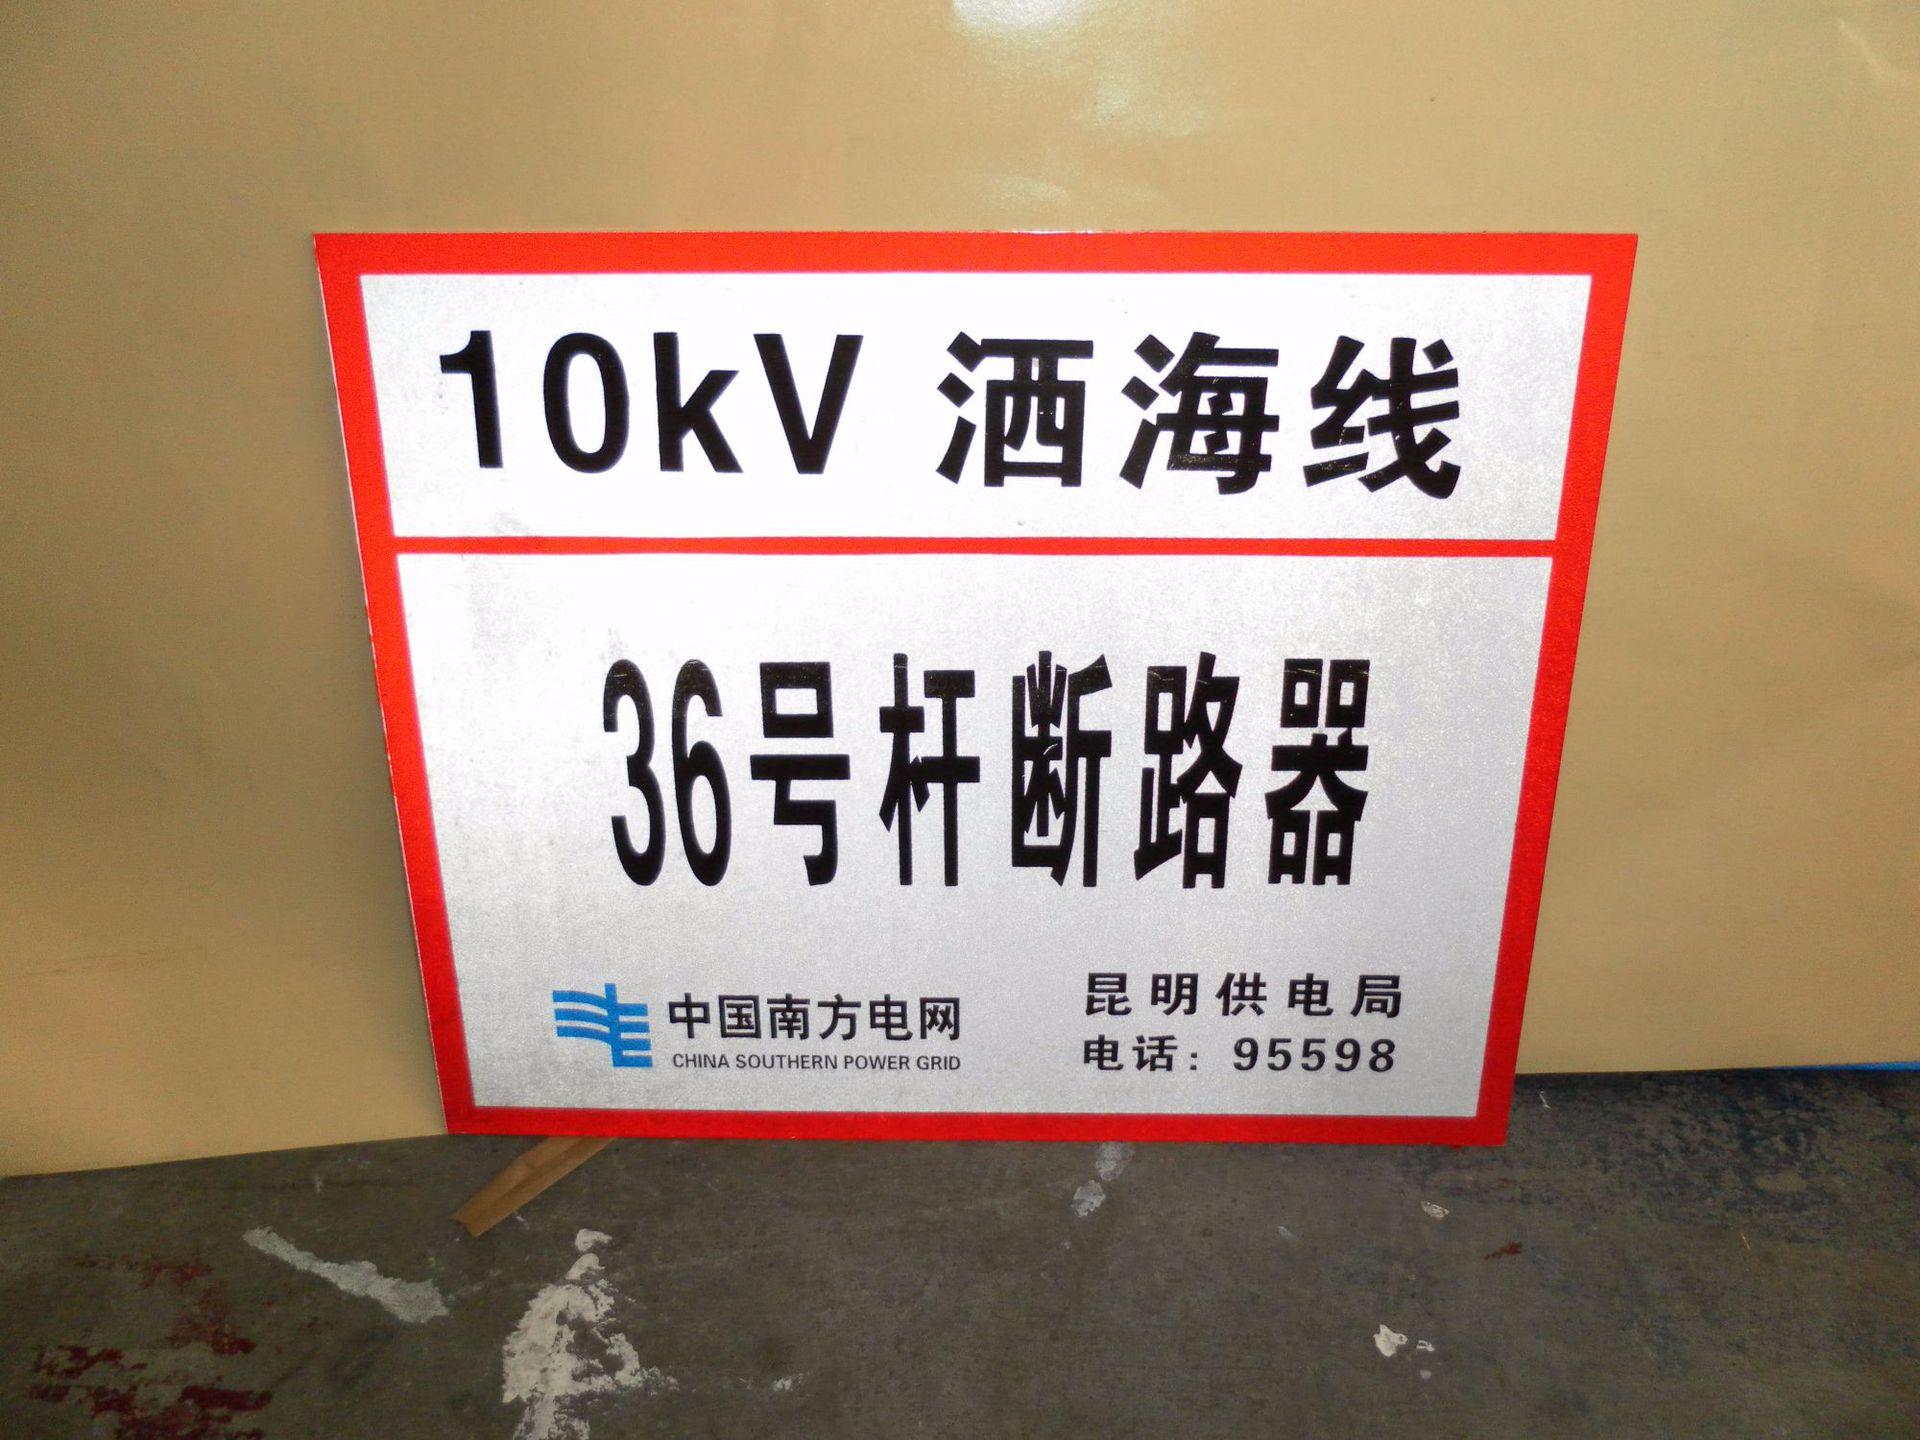 10kV 洒海线
36号杆断路器
中国南方电网
CHINA SOUTHERN POWER GRID
昆明供电局
电话: 95598